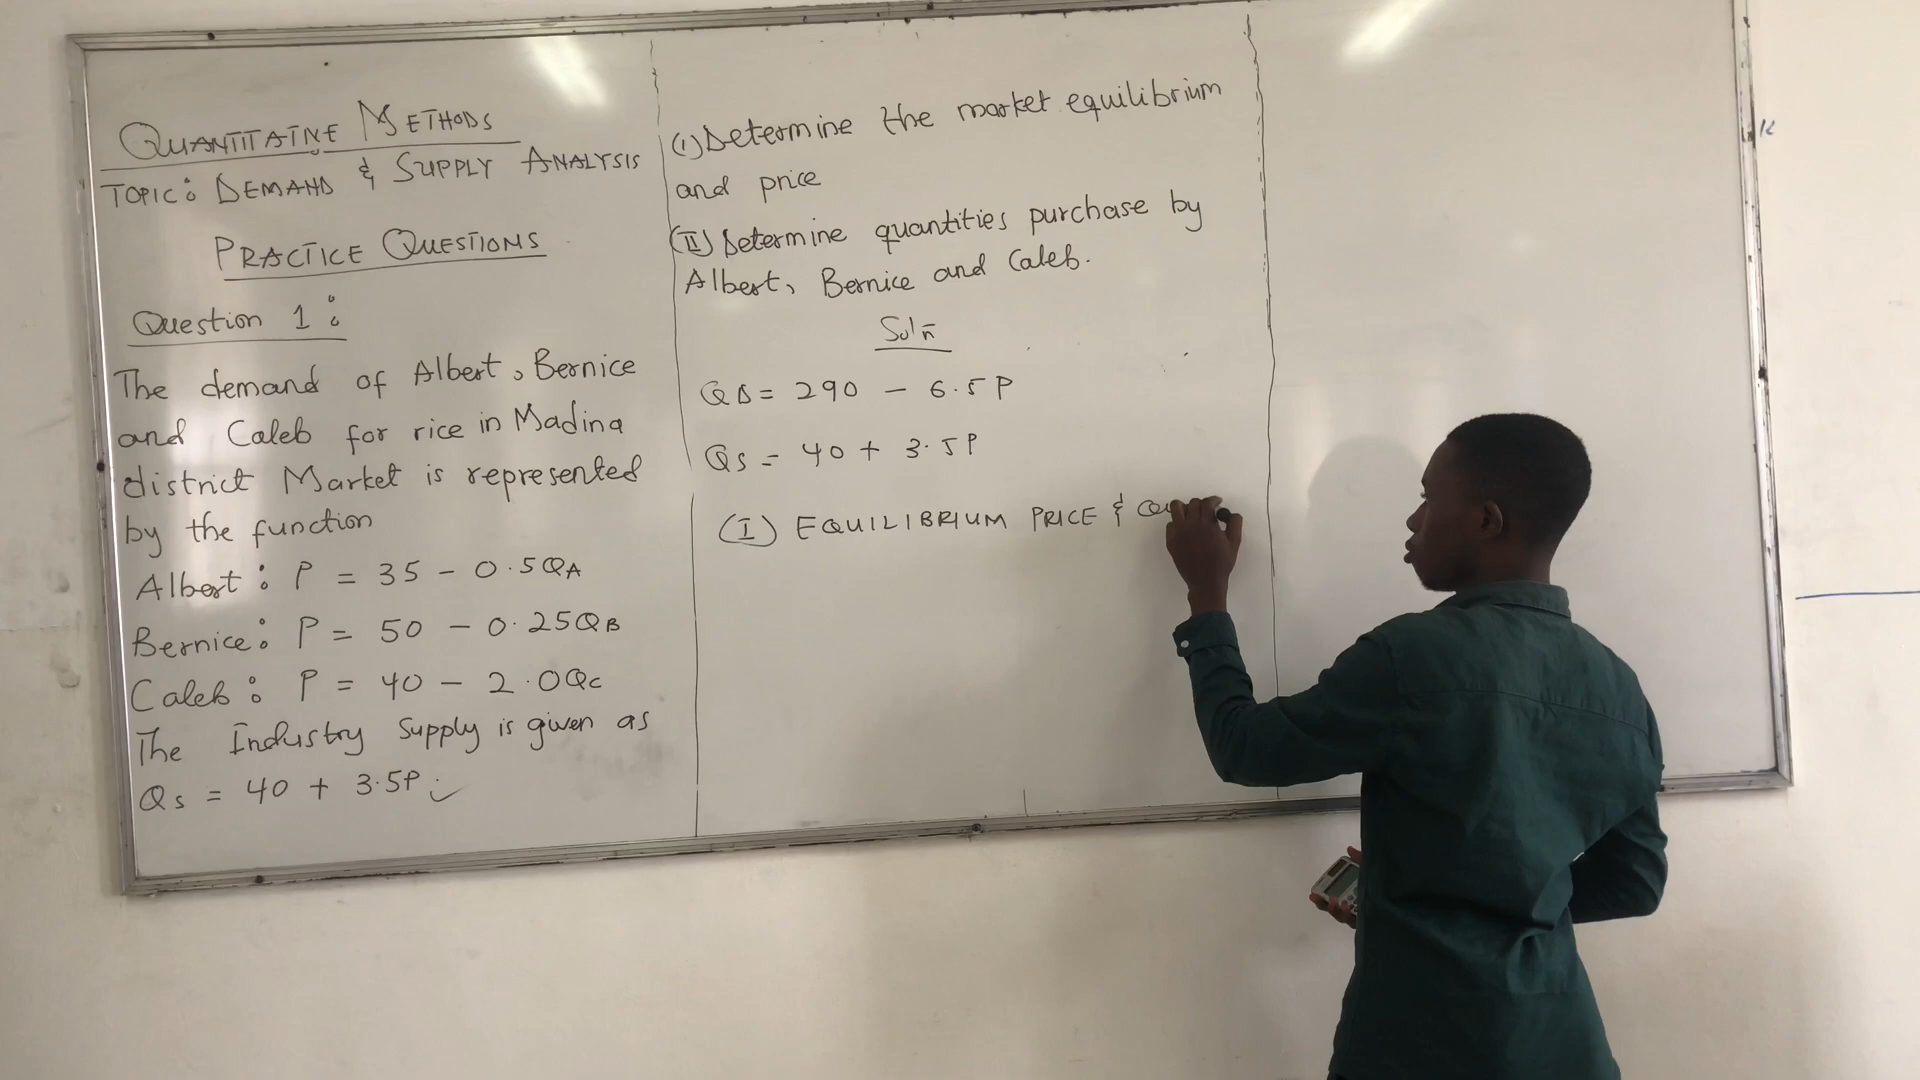 QUANTITATIVE METHODS
TOPIC: DEMAND & SUPPLY ANALYSIS
PRACTICE QUESTIONS
Question 1:
The demand of Albert, Bernice
and Caleb for rice in Madina
district Market is represented
by the function
Albert: P = 35 - 0.5QA
Bernice: P = 50 - 0.25QB
Caleb: P = 40 - 2.0Qc
The Industry Supply is given as
Qs = 40 + 3.5P.
(I) Determine the market equilibrium
and price
(II) Determine quantities purchase by
Albert, Bernice and Caleb.
Solñ
QD = 290 - 6.5P
Qs = 40 + 3.5P
(I) EQUILIBRIUM PRICE &